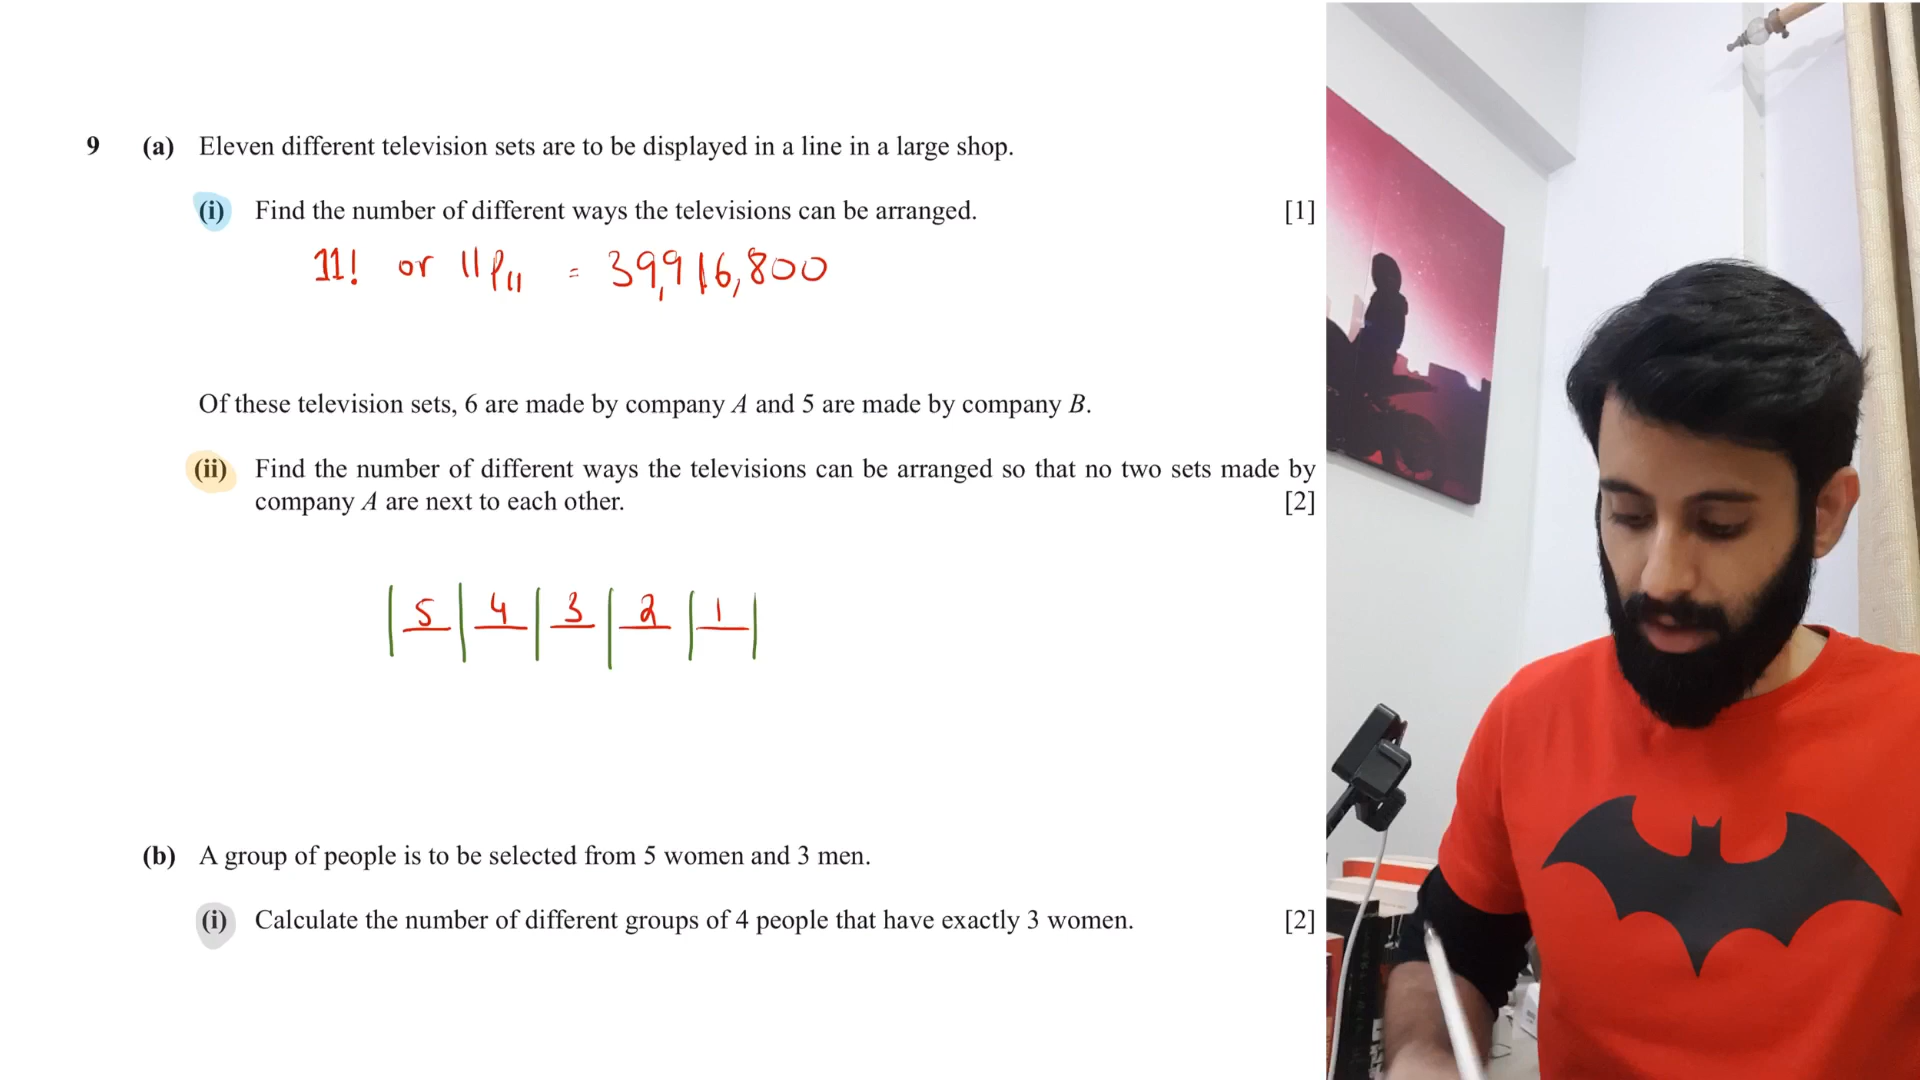 9 (a) Eleven different television sets are to be displayed in a line in a large shop.
(i) Find the number of different ways the televisions can be arranged. [1]
11! or 11P11 = 39,916,800
Of these television sets, 6 are made by company A and 5 are made by company B.
(ii) Find the number of different ways the televisions can be arranged so that no two sets made by
company A are next to each other. [2]
| 5 | 4 | 3 | 2 | 1 |
(b) A group of people is to be selected from 5 women and 3 men.
(i) Calculate the number of different groups of 4 people that have exactly 3 women. [2]